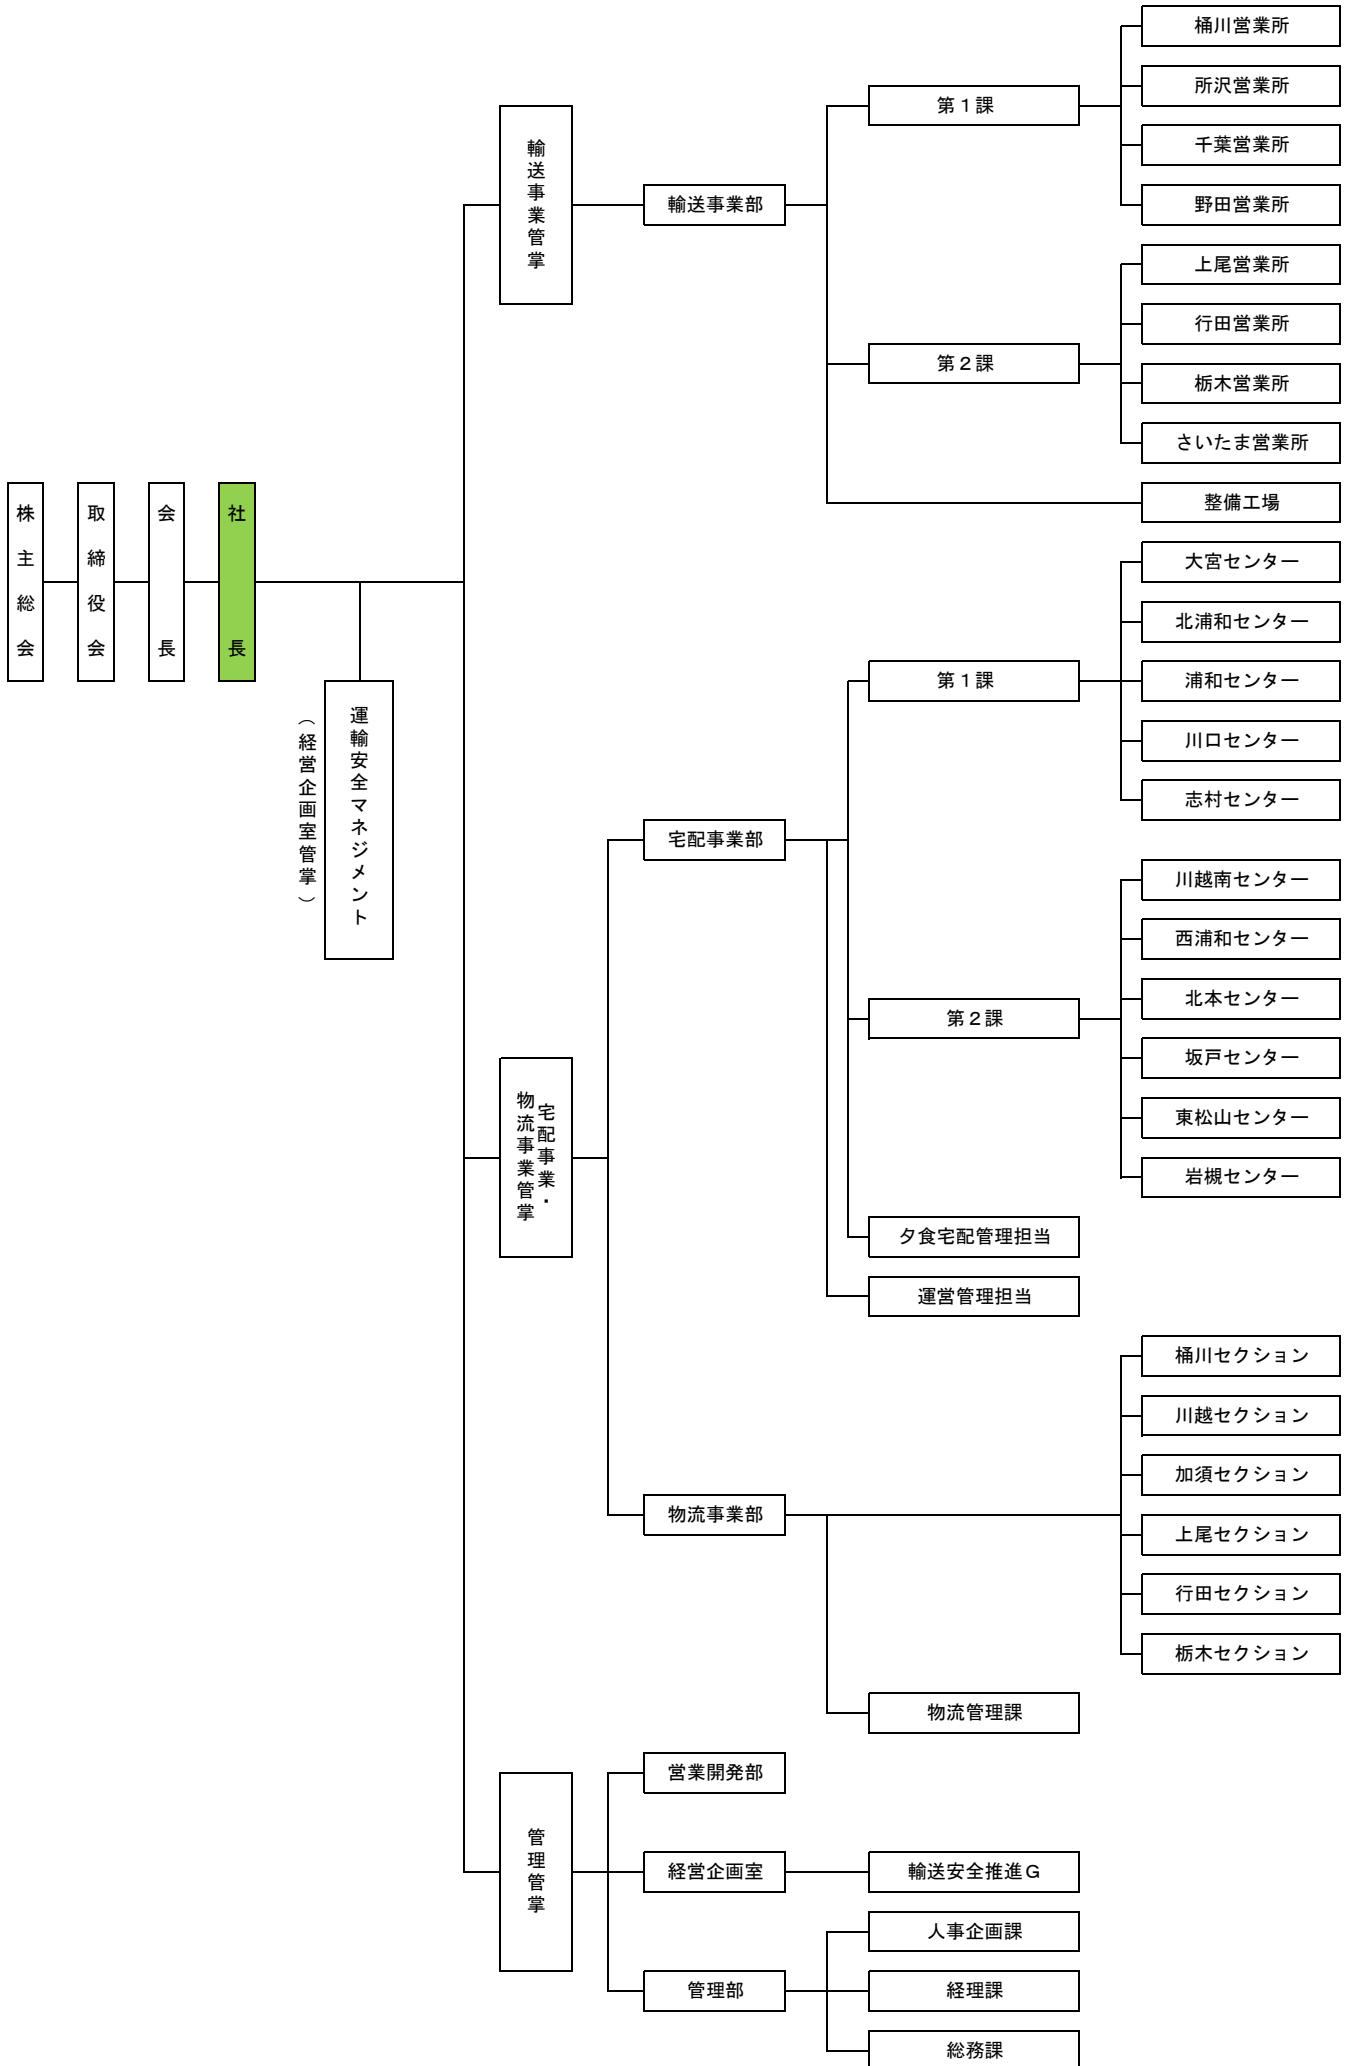 株主総会
取締役会
会長
社長
運輸安全マネジメント
（経営企画室管掌）
輸送事業管掌
輸送事業部
第１課
桶川営業所
所沢営業所
千葉営業所
野田営業所
第２課
上尾営業所
行田営業所
栃木営業所
さいたま営業所
整備工場
宅配事業・
物流事業管掌
宅配事業部
第１課
大宮センター
北浦和センター
浦和センター
川口センター
志村センター
第２課
川越南センター
西浦和センター
北本センター
坂戸センター
東松山センター
岩槻センター
夕食宅配管理担当
運営管理担当
物流事業部
桶川セクション
川越セクション
加須セクション
上尾セクション
行田セクション
栃木セクション
物流管理課
管理管掌
営業開発部
経営企画室
輸送安全推進Ｇ
管理部
人事企画課
経理課
総務課